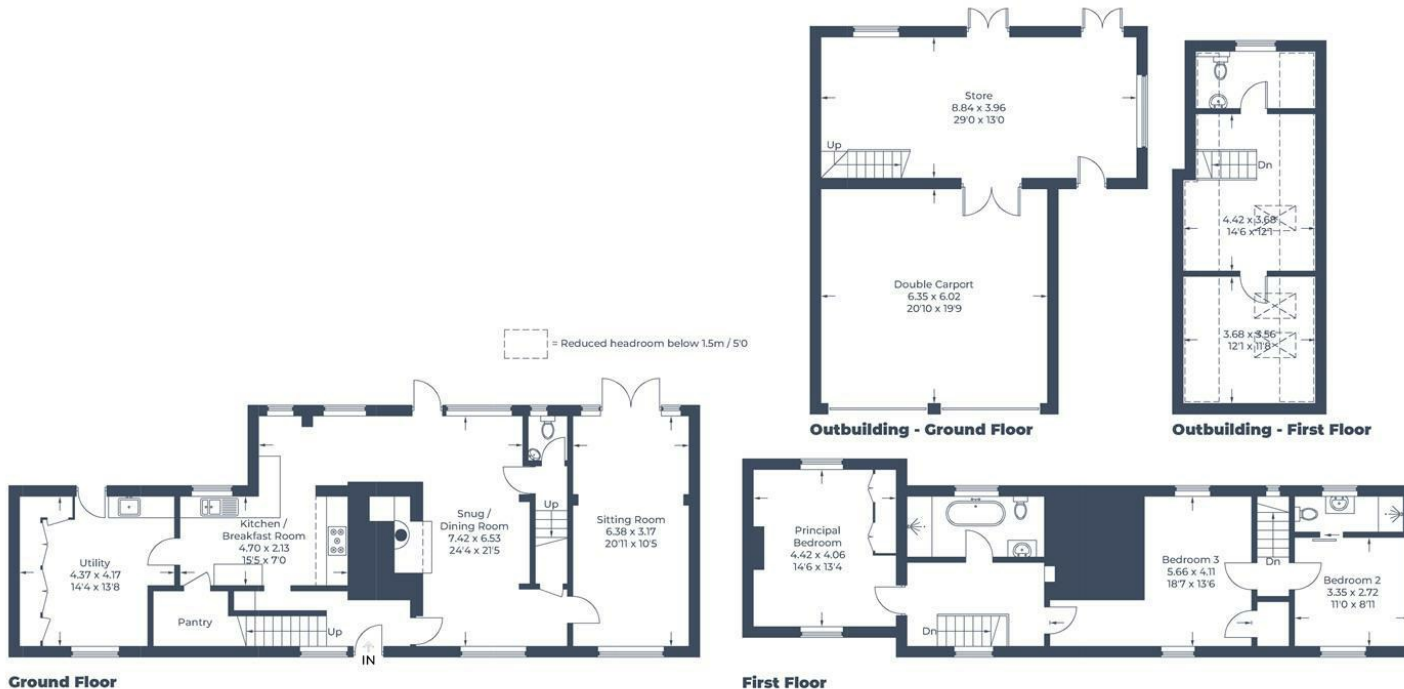 Store
8.84 x 3.96
29'0 x 13'0
Up
Double Carport
6.35 x 6.02
20'10 x 19'9
Outbuilding - Ground Floor
Dn
4.42 x 3.68
14'6 x 12'1
3.68 x 3.56
12'1 x 11'8
Outbuilding - First Floor
= Reduced headroom below 1.5m / 5'0
Utility
4.37 x 4.17
14'4 x 13'8
Kitchen /
Breakfast Room
4.70 x 2.13
15'5 x 7'0
Pantry
Up
IN
Snug /
Dining Room
7.42 x 6.53
24'4 x 21'5
Up
Sitting Room
6.38 x 3.17
20'11 x 10'5
Ground Floor
Principal
Bedroom
4.42 x 4.06
14'6 x 13'4
Dn
Bedroom 3
5.66 x 4.11
18'7 x 13'6
Dn
Bedroom 2
3.35 x 2.72
11'0 x 8'11
First Floor